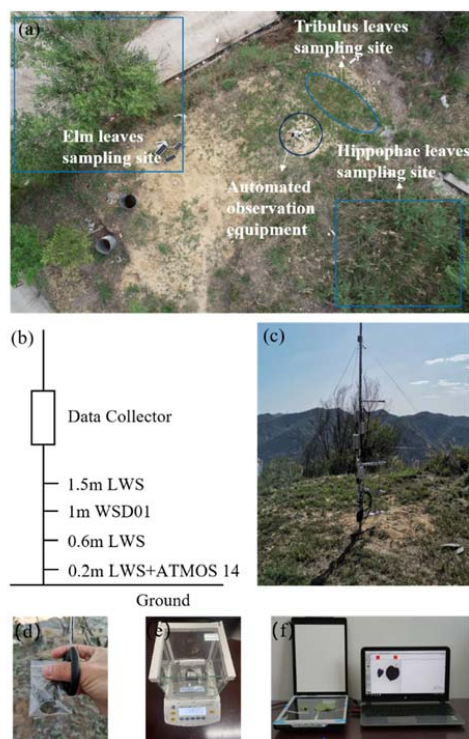 (a)
Tribulus leaves
sampling site
Elm leaves
sampling site
Hippophae leaves
sampling site
Automated
observation
equipment
(b)
Data Collector
1.5m LWS
1m WSD01
0.6m LWS
0.2m LWS+ATMOS 14
Ground
(c)
(d)
(e)
(f)